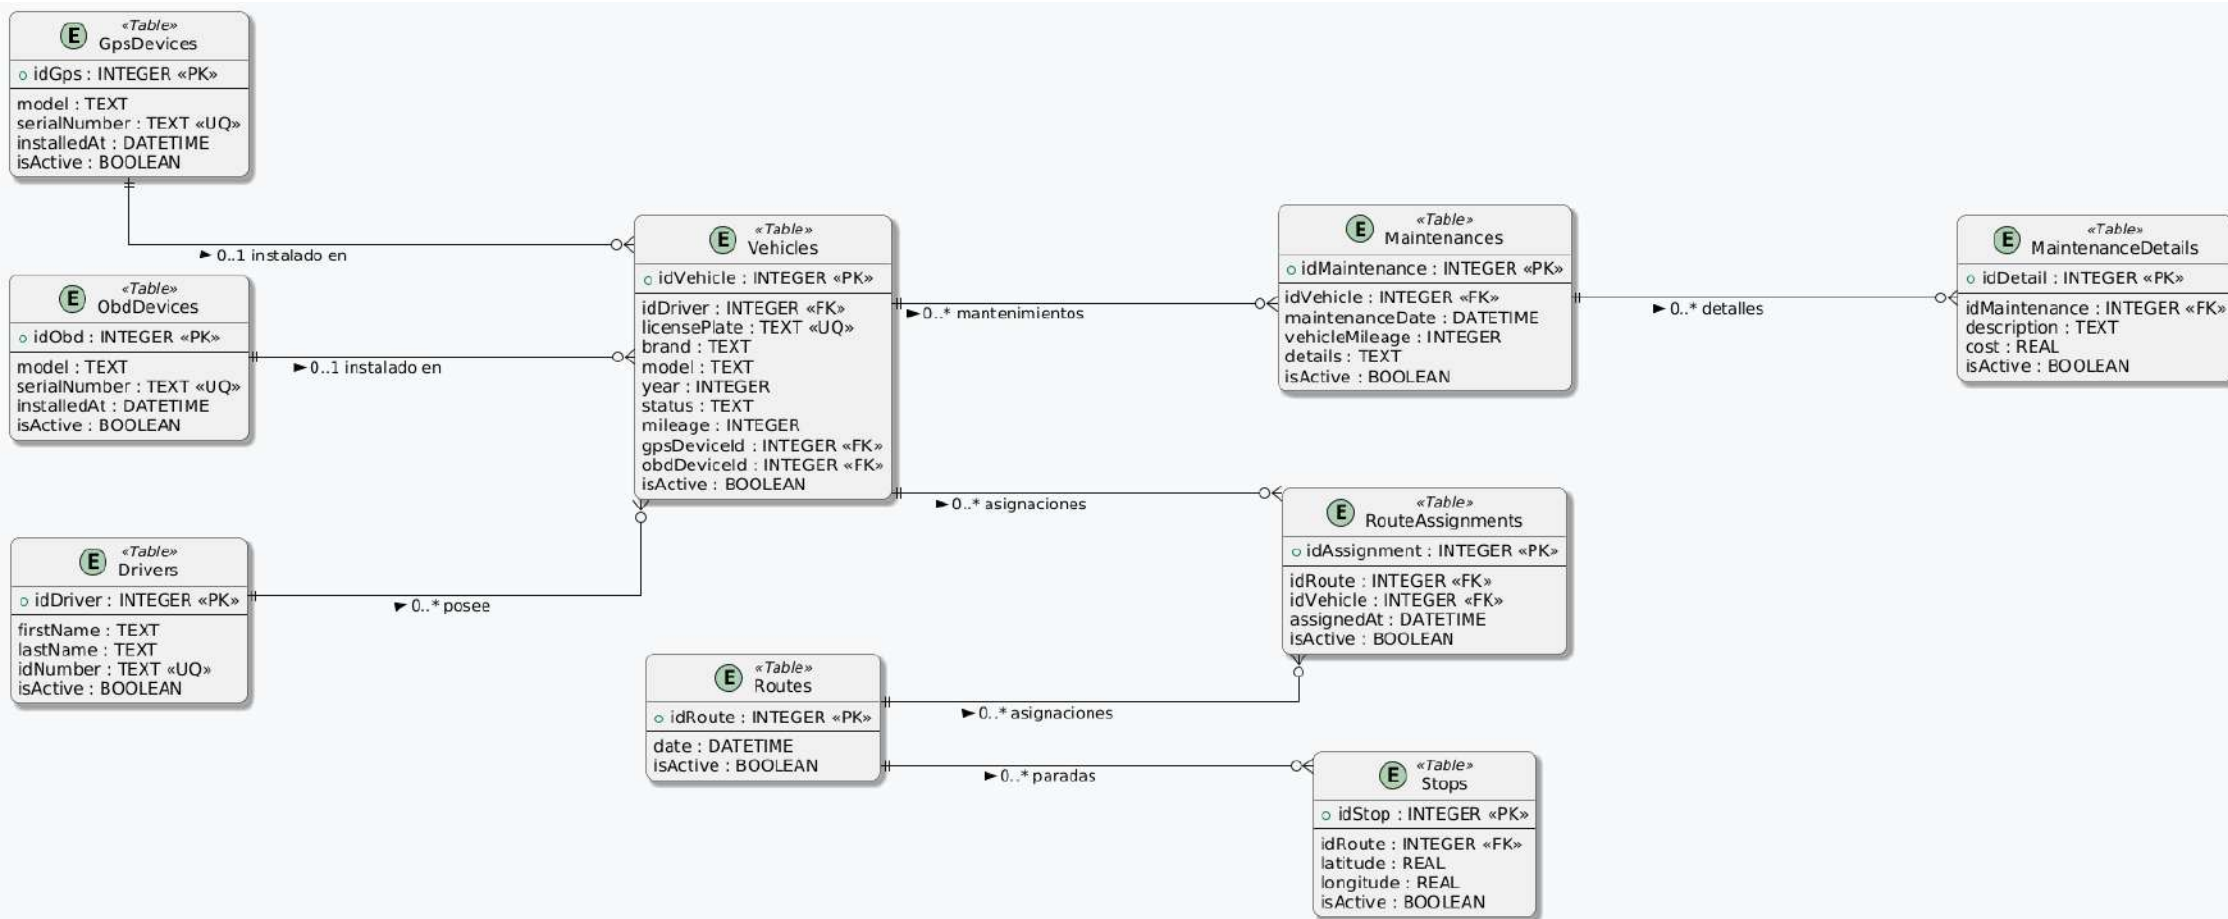 «Table»
E GpsDevices
idGps : INTEGER «PK»
model : TEXT
serialNumber : TEXT «UQ»
installedAt : DATETIME
isActive : BOOLEAN
► 0..1 instalado en
«Table»
E ObdDevices
idObd : INTEGER «PK»
model : TEXT
serialNumber : TEXT «UQ»
installedAt : DATETIME
isActive : BOOLEAN
► 0..1 instalado en
«Table»
E Drivers
idDriver : INTEGER «PK»
firstName : TEXT
lastName : TEXT
idNumber : TEXT «UQ»
isActive : BOOLEAN
► 0..* posee
«Table»
E Vehicles
idVehicle : INTEGER «PK»
idDriver : INTEGER «FK»
licensePlate : TEXT «UQ»
brand : TEXT
model : TEXT
year : INTEGER
status : TEXT
mileage : INTEGER
gpsDeviceId : INTEGER «FK»
obdDeviceId : INTEGER «FK»
isActive : BOOLEAN
► 0..* mantenimientos
► 0..* asignaciones
«Table»
E Routes
idRoute : INTEGER «PK»
date : DATETIME
isActive : BOOLEAN
► 0..* asignaciones
► 0..* paradas
«Table»
E Maintenances
idMaintenance : INTEGER «PK»
idVehicle : INTEGER «FK»
maintenanceDate : DATETIME
vehicleMileage : INTEGER
details : TEXT
isActive : BOOLEAN
► 0..* detalles
«Table»
E RouteAssignments
idAssignment : INTEGER «PK»
idRoute : INTEGER «FK»
idVehicle : INTEGER «FK»
assignedAt : DATETIME
isActive : BOOLEAN
«Table»
E Stops
idStop : INTEGER «PK»
idRoute : INTEGER «FK»
latitude : REAL
longitude : REAL
isActive : BOOLEAN
«Table»
E MaintenanceDetails
idDetail : INTEGER «PK»
idMaintenance : INTEGER «FK»
description : TEXT
cost : REAL
isActive : BOOLEAN